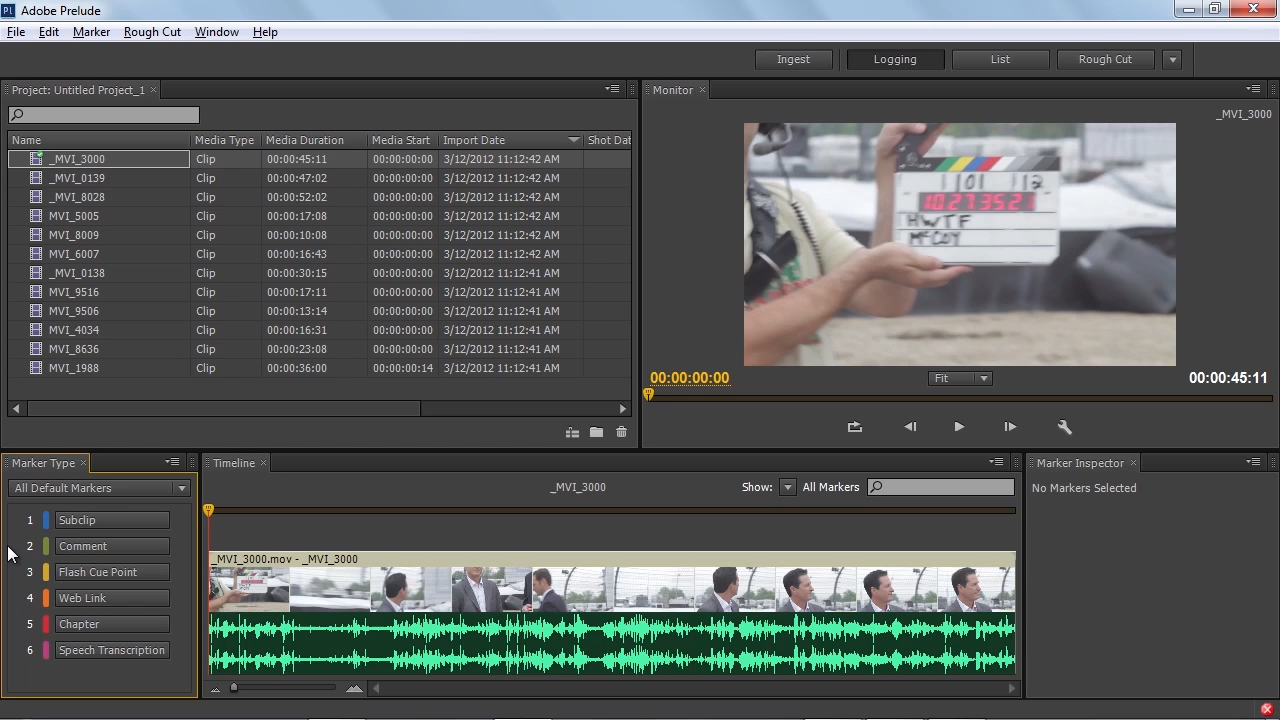 Pl Adobe Prelude
File Edit Marker Rough Cut Window Help
Ingest Logging List Rough Cut
Project: Untitled Project_1
Name Media Type Media Duration Media Start Import Date Shot Dat
_MVI_3000 Clip 00:00:45:11 00:00:00:00 3/12/2012 11:12:42 AM
_MVI_0139 Clip 00:00:47:02 00:00:00:00 3/12/2012 11:12:42 AM
_MVI_8028 Clip 00:00:52:02 00:00:00:00 3/12/2012 11:12:42 AM
MVI_5005 Clip 00:00:17:08 00:00:00:00 3/12/2012 11:12:42 AM
MVI_8009 Clip 00:00:10:08 00:00:00:00 3/12/2012 11:12:42 AM
MVI_6007 Clip 00:00:16:43 00:00:00:00 3/12/2012 11:12:42 AM
_MVI_0138 Clip 00:00:30:15 00:00:00:00 3/12/2012 11:12:41 AM
MVI_9516 Clip 00:00:17:11 00:00:00:00 3/12/2012 11:12:41 AM
MVI_9506 Clip 00:00:13:14 00:00:00:00 3/12/2012 11:12:41 AM
MVI_4034 Clip 00:00:16:31 00:00:00:00 3/12/2012 11:12:41 AM
MVI_8636 Clip 00:00:23:08 00:00:00:00 3/12/2012 11:12:41 AM
MVI_1988 Clip 00:00:36:00 00:00:00:14 3/12/2012 11:12:41 AM
Monitor
_MVI_3000
1101 112
10:27:35:21
HWTF
McCOY
00:00:00:00 Fit 00:00:45:11
Marker Type
All Default Markers
1 Subclip
2 Comment
3 Flash Cue Point
4 Web Link
5 Chapter
6 Speech Transcription
Timeline
_MVI_3000 Show: All Markers
_MVI_3000.mov - _MVI_3000
Marker Inspector
No Markers Selected